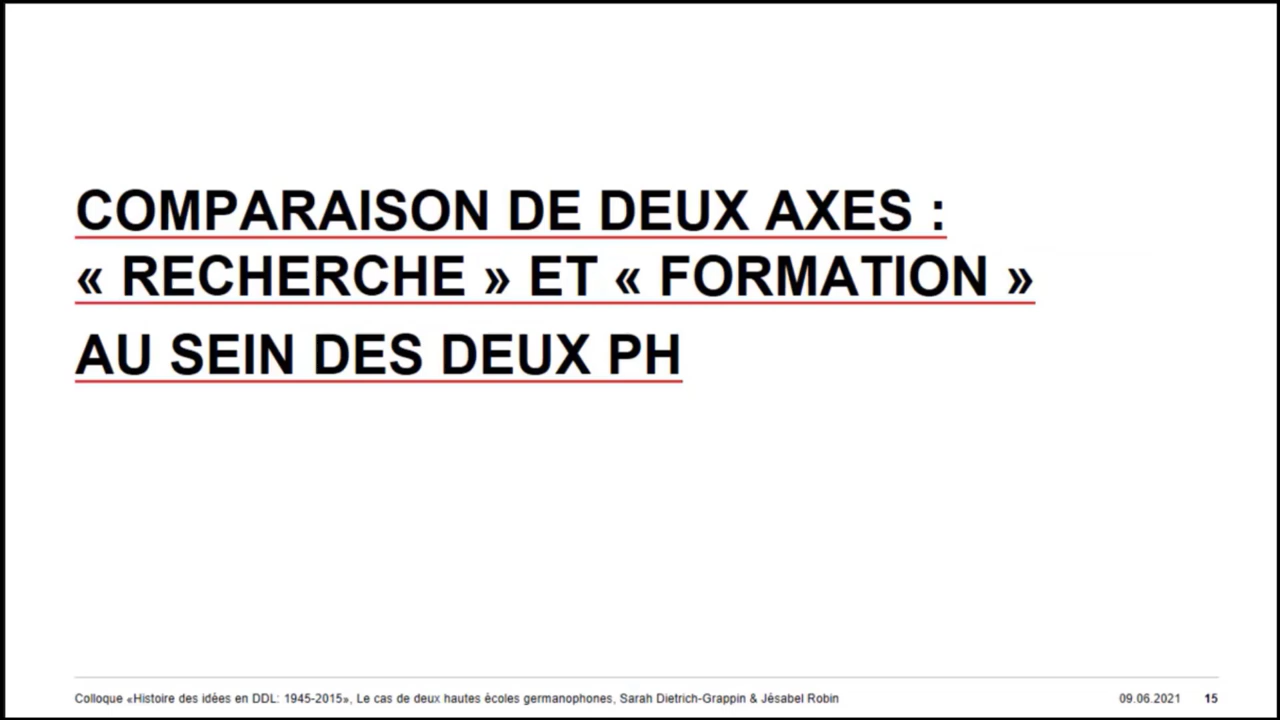 COMPARAISON DE DEUX AXES :
« RECHERCHE » ET « FORMATION »
AU SEIN DES DEUX PH
Colloque «Histoire des idées en DDL: 1945-2015», Le cas de deux hautes écoles germanophones, Sarah Dietrich-Grappin & Jésabel Robin 09.06.2021 15